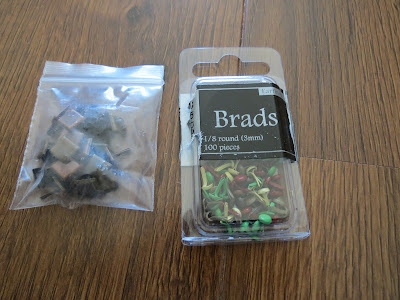 Brads
1/8 round (3mm)
100 pieces